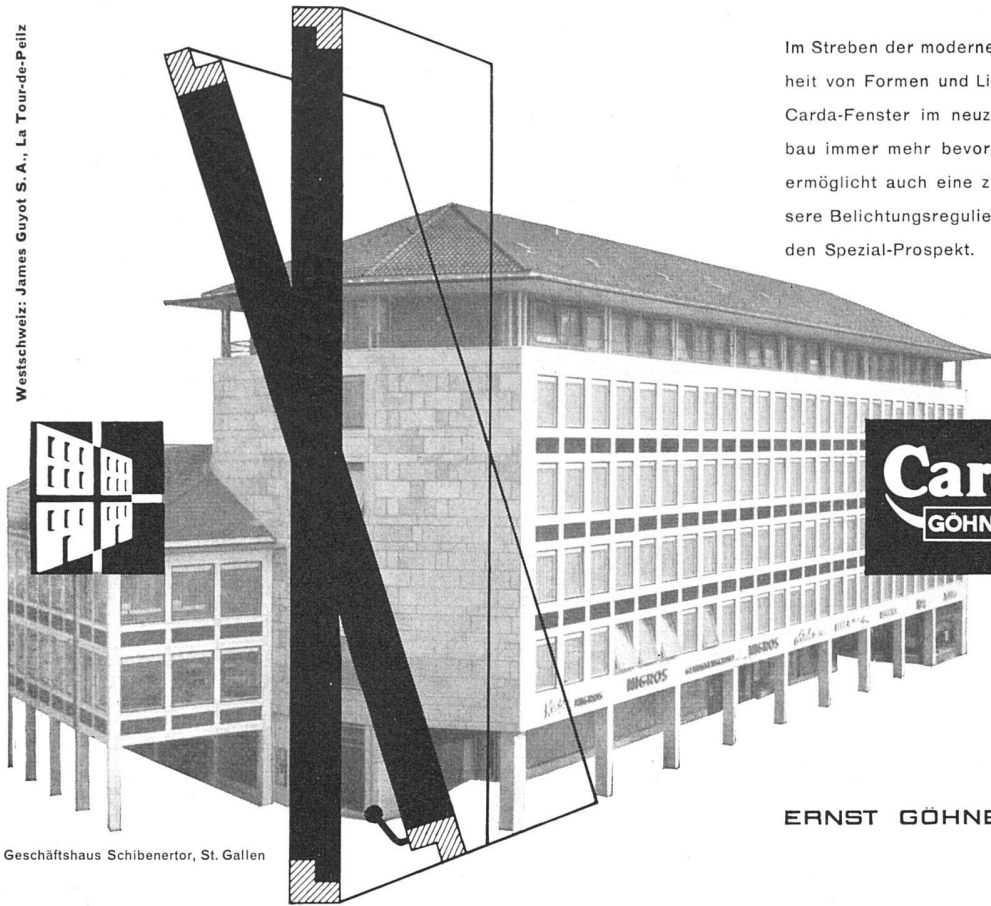 Westschweiz: James Guyot S. A., La Tour-de-Peilz
Im Streben der moderne
heit von Formen und Li
Carda-Fenster im neuz
bau immer mehr bevor
ermöglicht auch eine z
sere Belichtungsregulie
den Spezial-Prospekt.
Car
GÖHN
MIGROS
MIGROS
MIGROS
ERNST GÖHNE
Geschäftshaus Schibenertor, St. Gallen